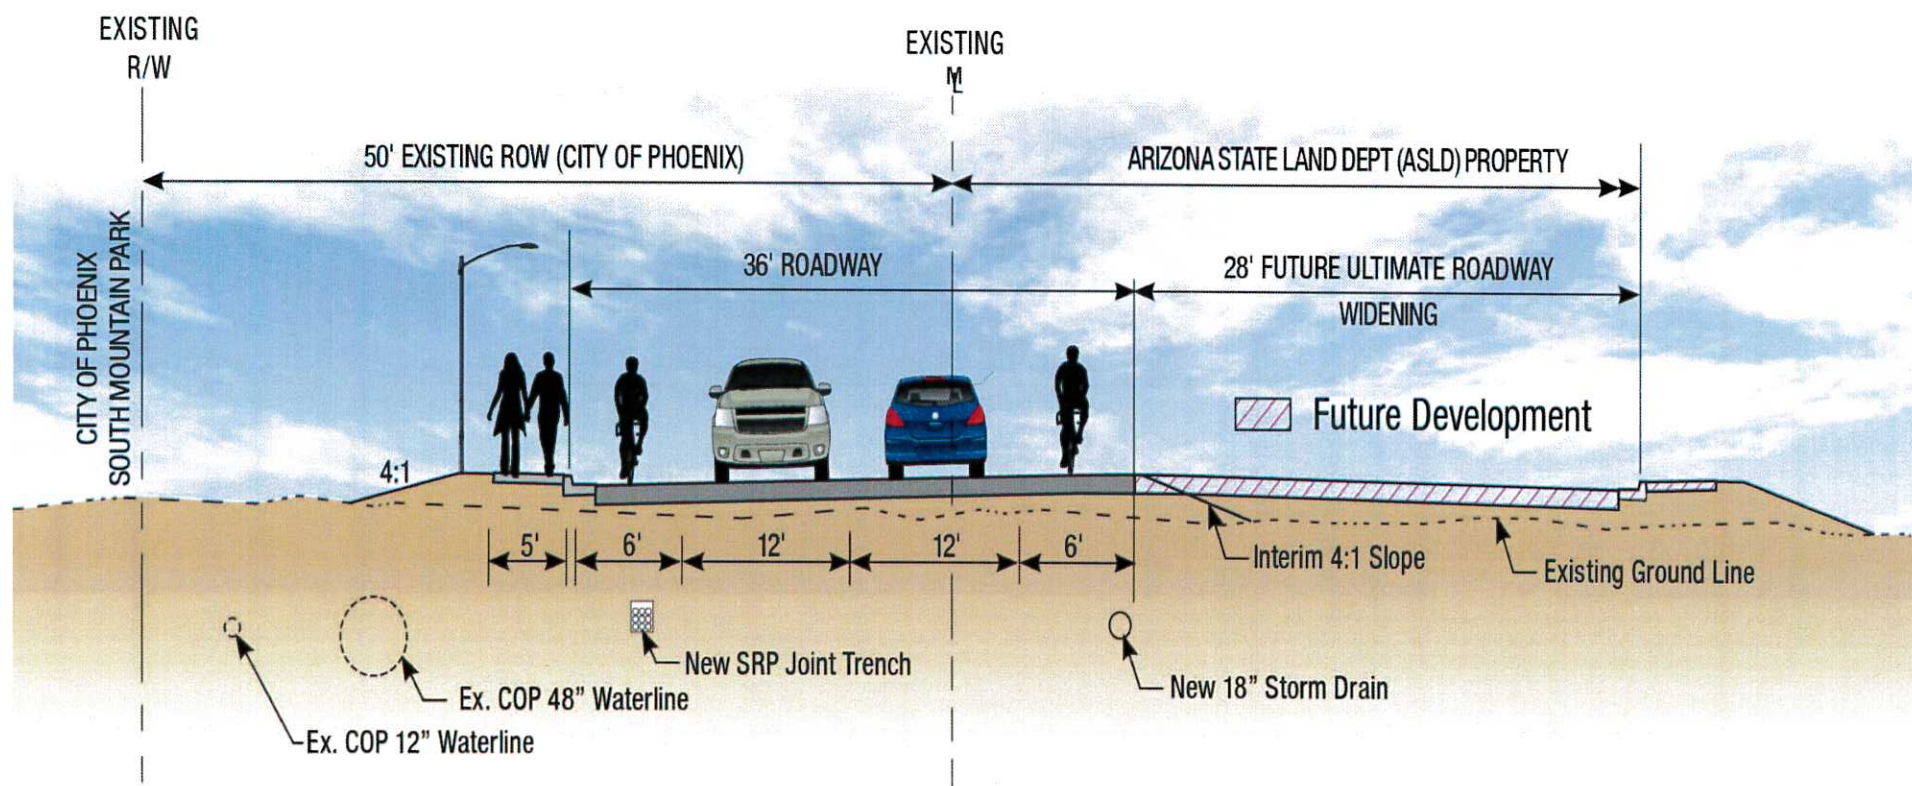 EXISTING
R/W
EXISTING
ML
50' EXISTING ROW (CITY OF PHOENIX)
ARIZONA STATE LAND DEPT (ASLD) PROPERTY
CITY OF PHOENIX
SOUTH MOUNTAIN PARK
36' ROADWAY
28' FUTURE ULTIMATE ROADWAY
WIDENING
Future Development
4:1
5'
6'
12'
12'
6'
Interim 4:1 Slope
Existing Ground Line
New SRP Joint Trench
Ex. COP 48” Waterline
New 18” Storm Drain
Ex. COP 12” Waterline